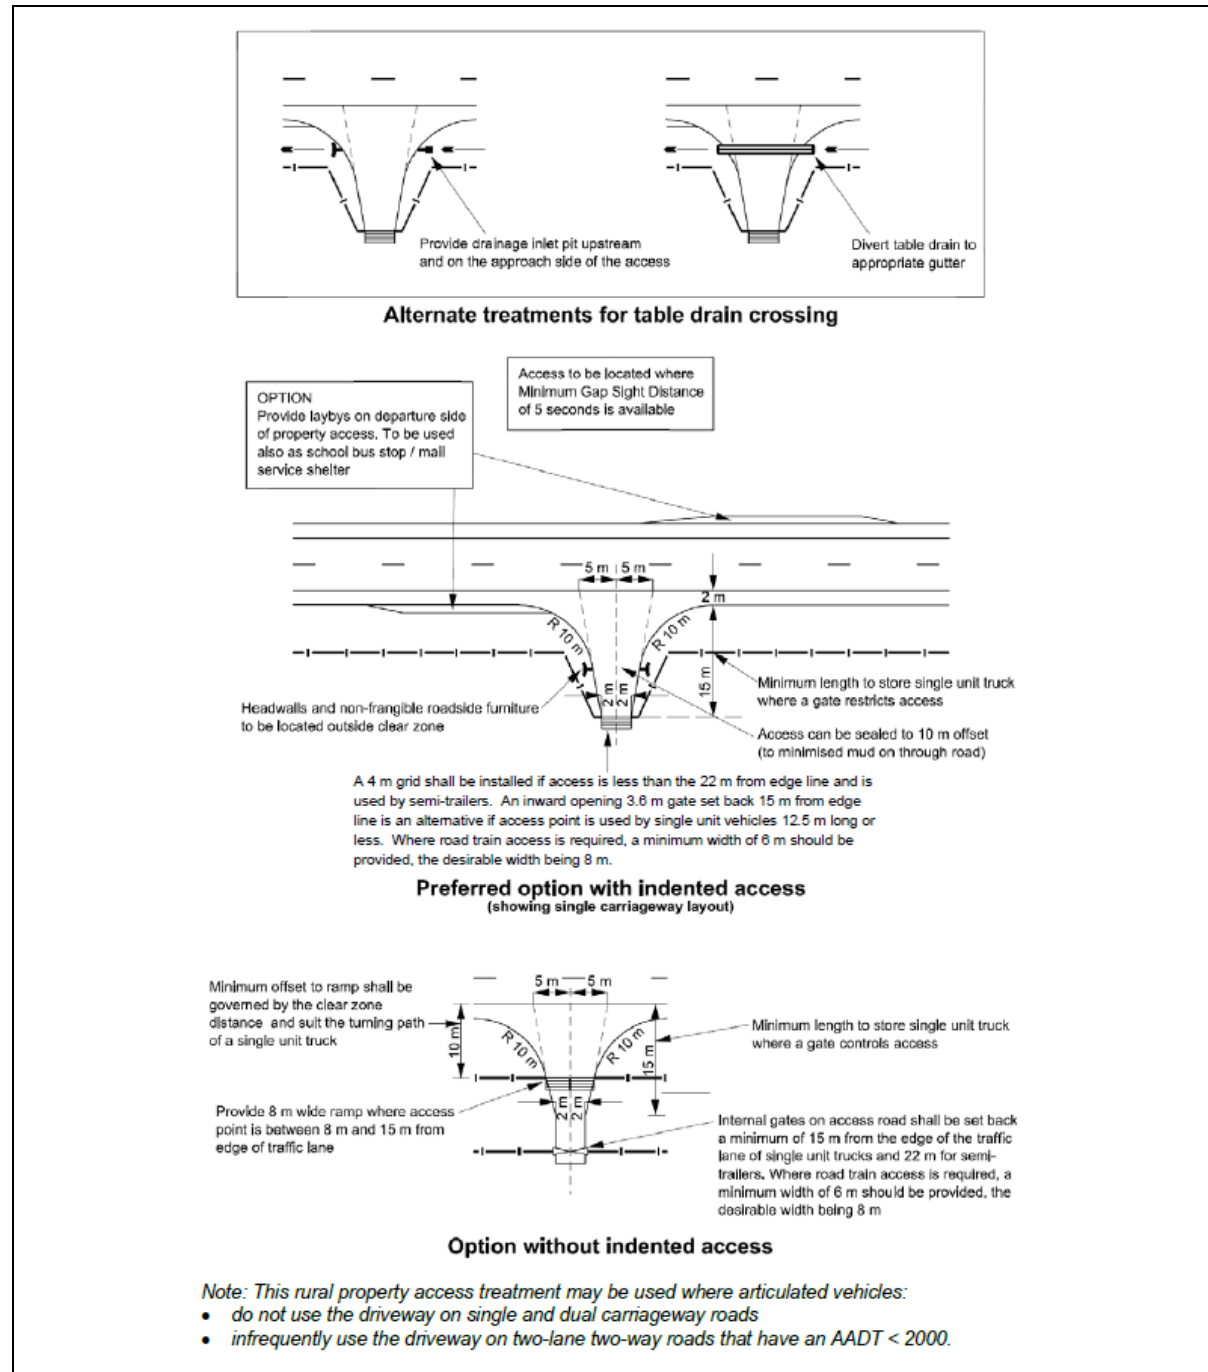 Provide drainage inlet pit upstream
and on the approach side of the access
Divert table drain to
appropriate gutter
Alternate treatments for table drain crossing
Access to be located where
Minimum Gap Sight Distance
of 5 seconds is available
OPTION
Provide laybys on departure side
of property access. To be used
also as school bus stop / mail
service shelter
5 m
5 m
2 m
R 10 m
R 10 m
15 m
2 m
2 m
Minimum length to store single unit truck
where a gate restricts access
Headwalls and non-frangible roadside furniture
to be located outside clear zone
Access can be sealed to 10 m offset
(to minimised mud on through road)
A 4 m grid shall be installed if access is less than the 22 m from edge line and is
used by semi-trailers. An inward opening 3.6 m gate set back 15 m from edge
line is an alternative if access point is used by single unit vehicles 12.5 m long or
less. Where road train access is required, a minimum width of 6 m should be
provided, the desirable width being 8 m.
Preferred option with indented access
(showing single carriageway layout)
5 m
5 m
Minimum offset to ramp shall be
governed by the clear zone
distance and suit the turning path
of a single unit truck
10 m
R 10 m
R 10 m
15 m
Minimum length to store single unit truck
where a gate controls access
2 m
2 m
Provide 8 m wide ramp where access
point is between 8 m and 15 m from
edge of traffic lane
Internal gates on access road shall be set back
a minimum of 15 m from the edge of the traffic
lane of single unit trucks and 22 m for semi-
trailers. Where road train access is required, a
minimum width of 6 m should be provided, the
desirable width being 8 m
Option without indented access
Note: This rural property access treatment may be used where articulated vehicles:
• do not use the driveway on single and dual carriageway roads
• infrequently use the driveway on two-lane two-way roads that have an AADT < 2000.